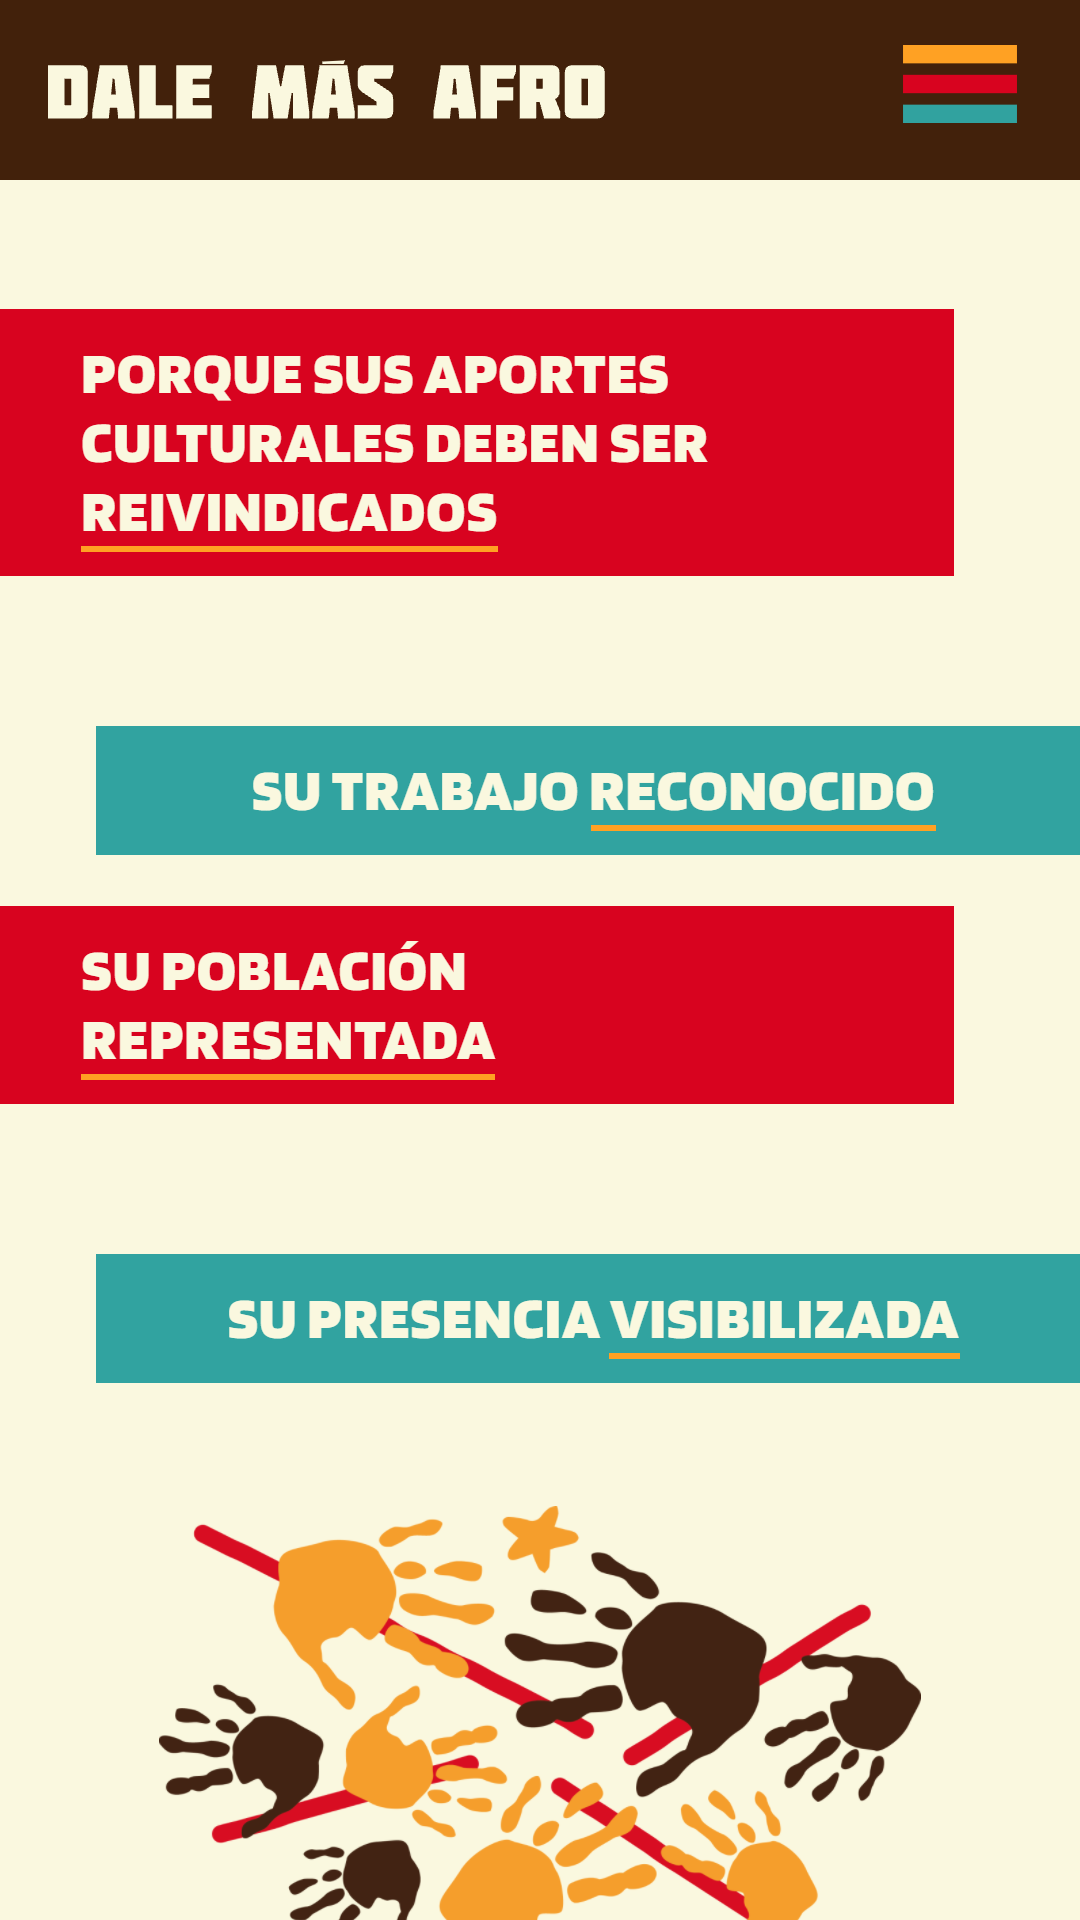 DALE MÁS AFRO
PORQUE SUS APORTES
CULTURALES DEBEN SER
REIVINDICADOS
SU TRABAJO RECONOCIDO
SU POBLACIÓN
REPRESENTADA
SU PRESENCIA VISIBILIZADA